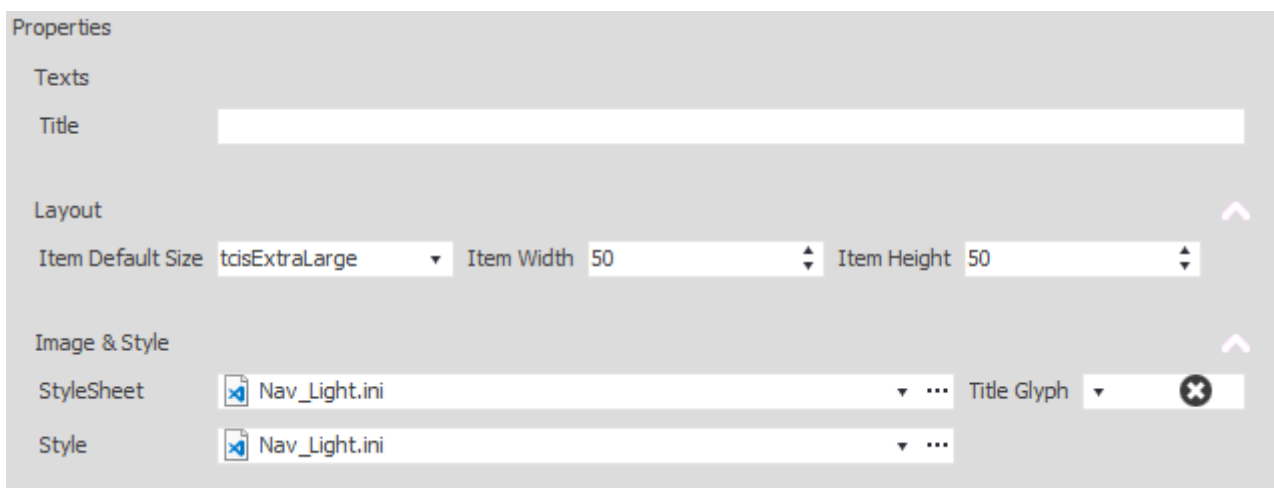 Properties
Texts
Title
Layout
Item Default Size tcisExtraLarge Item Width 50 Item Height 50
Image & Style
StyleSheet Nav_Light.ini Title Glyph
Style Nav_Light.ini